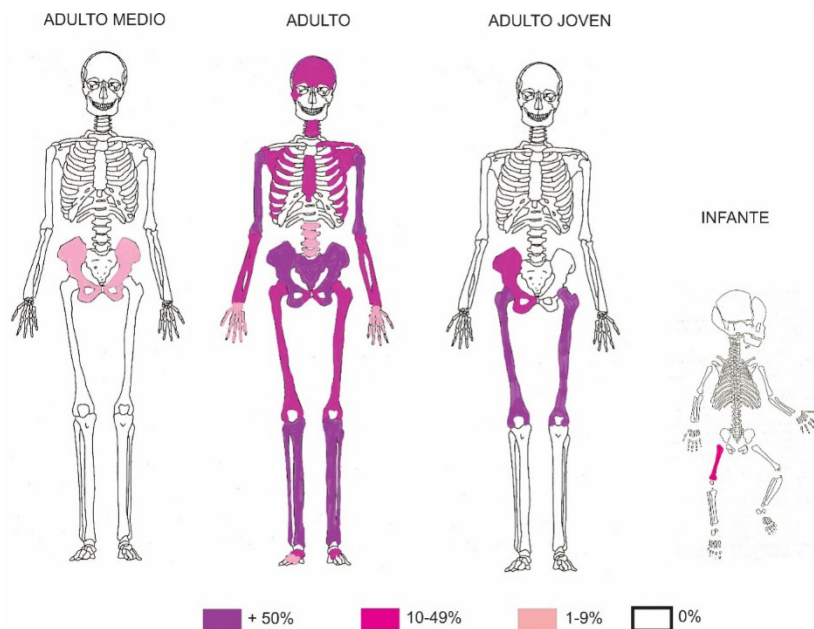 ADULTO MEDIO
ADULTO
ADULTO JOVEN
INFANTE
+ 50%
10-49%
1-9%
0%